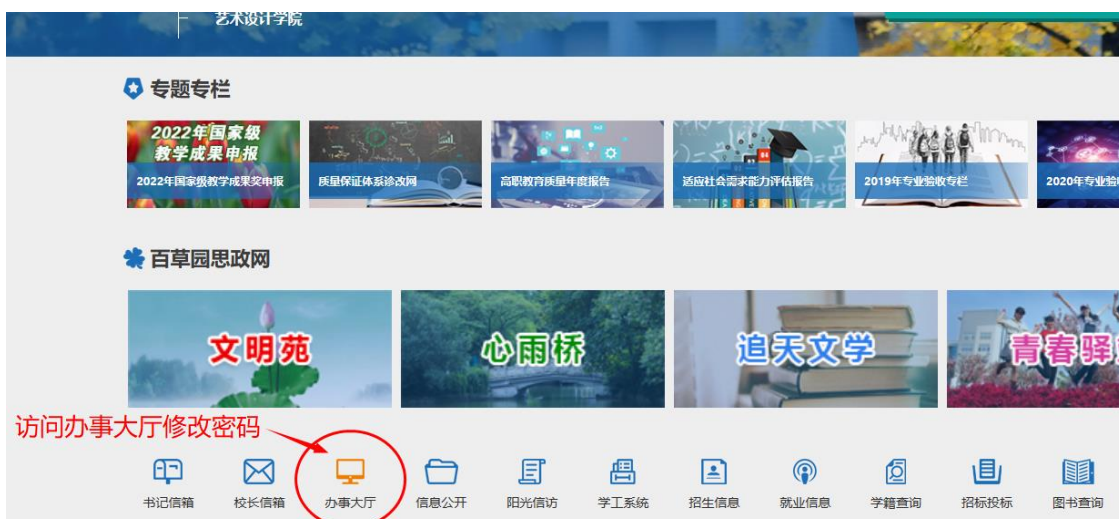 艺术设计学院
专题专栏
2022年国家级
教学成果申报
2022年国家级教学成果奖申报
质量保证体系诊改网
高职教育质量年度报告
适应社会需求能力评估报告
2019年专业验收专栏
2020年专业验
百草园思政网
文明苑
心雨桥
追天文学
青春驿
访问办事大厅修改密码
书记信箱
校长信箱
办事大厅
信息公开
阳光信访
学工系统
招生信息
就业信息
学籍查询
招标投标
图书查询